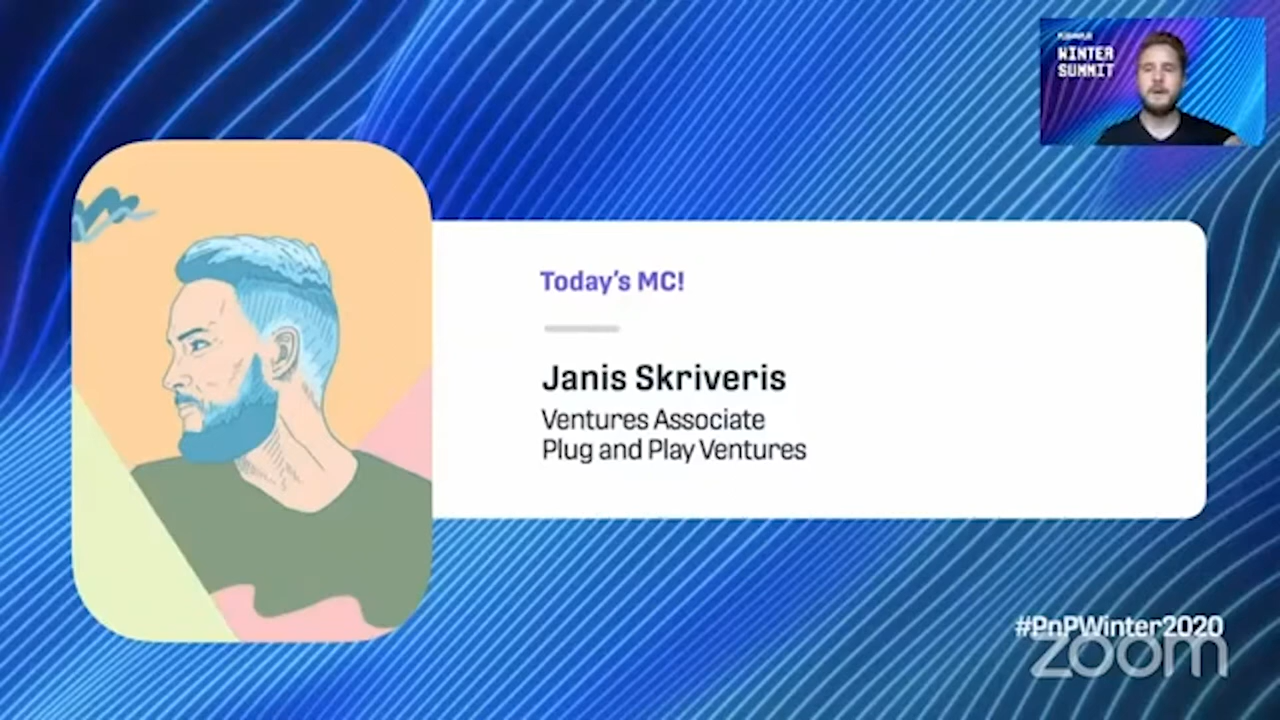 WINTER
SUMMIT
Today's MC!
Janis Skriveris
Ventures Associate
Plug and Play Ventures
#PnPWinter2020
zoom